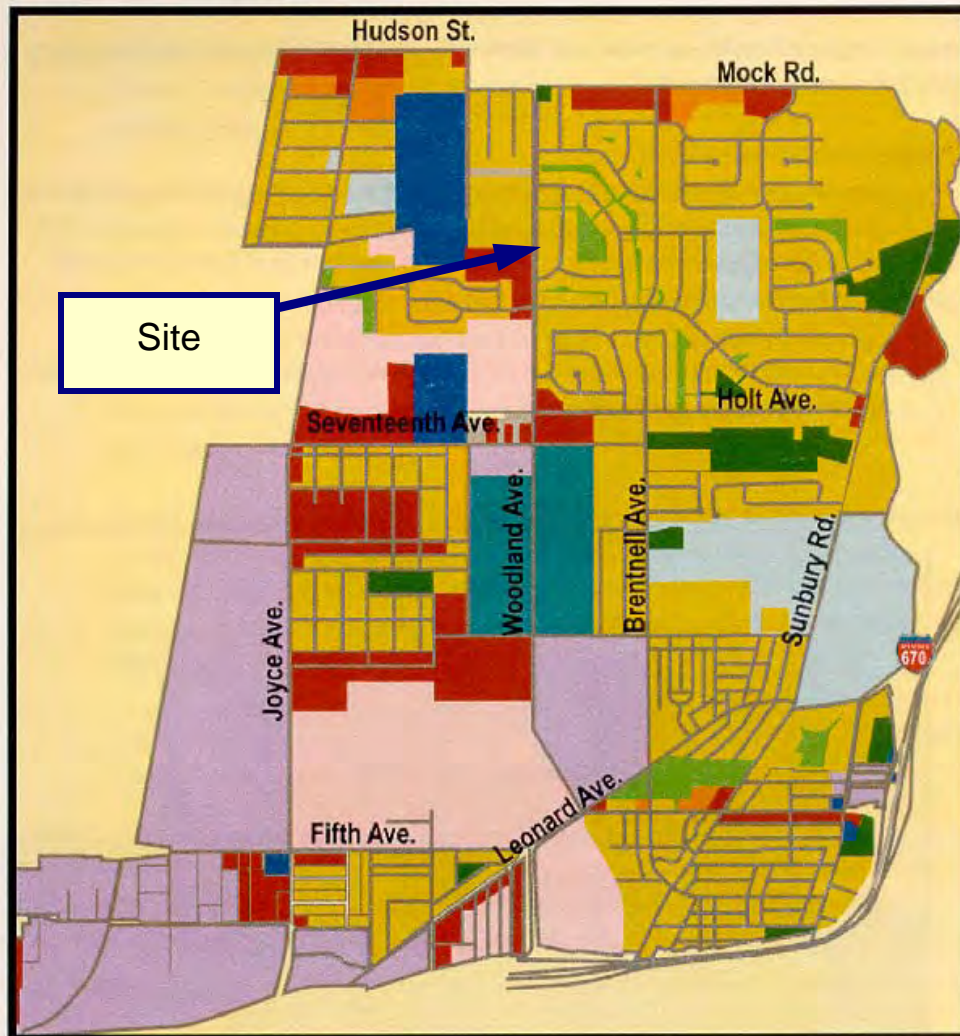 Hudson St.
Mock Rd.
Site
Holt Ave.
Seventeenth Ave.
Woodland Ave.
Brentnell Ave.
Sunbury Rd.
Joyce Ave.
670
Leonard Ave.
Fifth Ave.